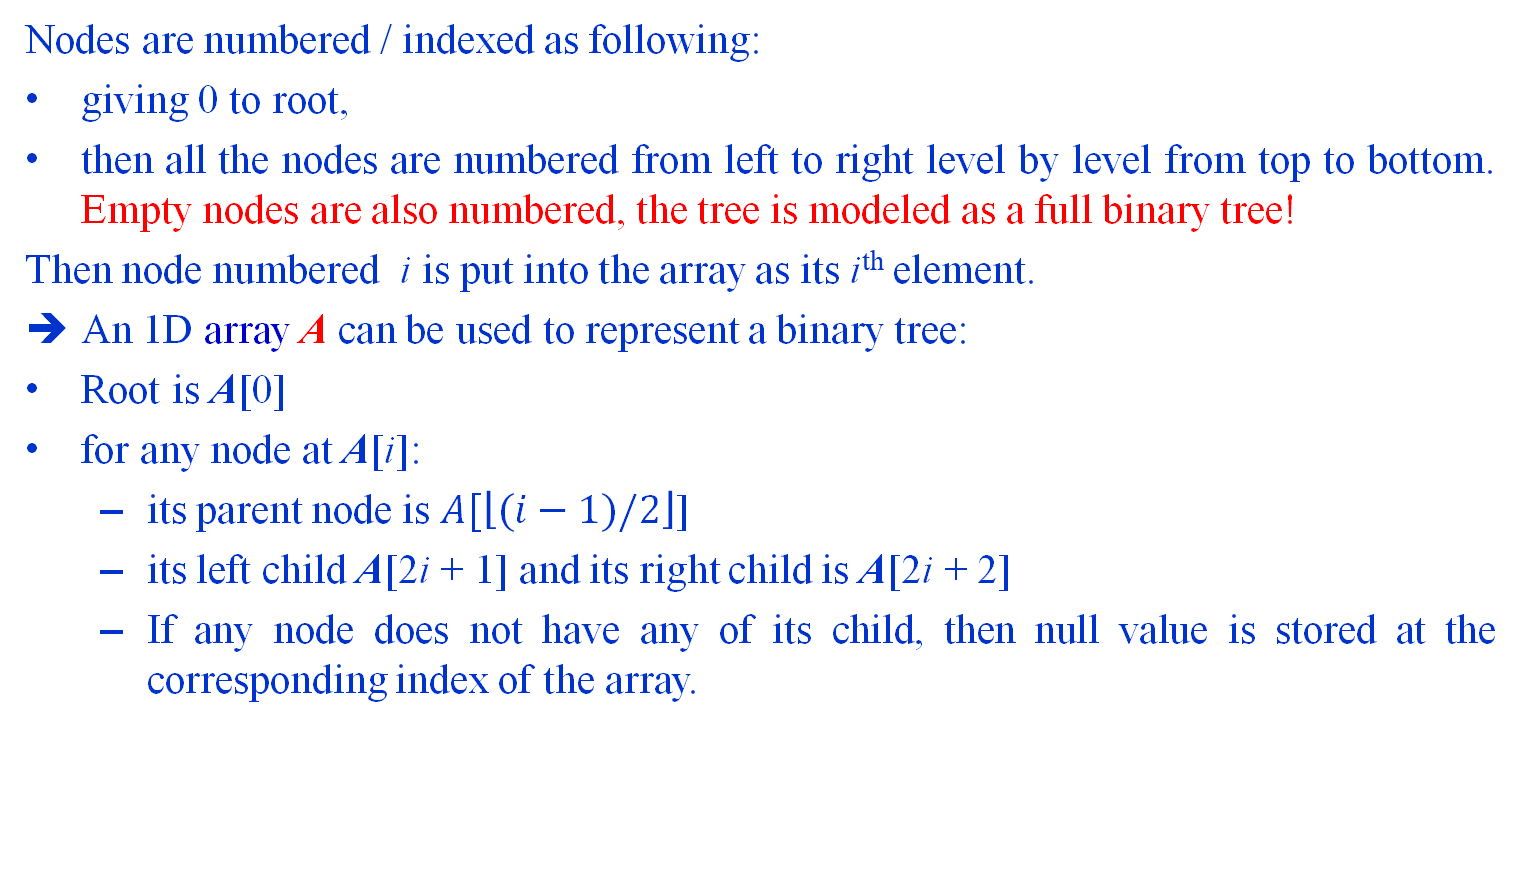 Nodes are numbered / indexed as following:
• giving 0 to root,
• then all the nodes are numbered from left to right level by level from top to bottom.
Empty nodes are also numbered, the tree is modeled as a full binary tree!
Then node numbered i is put into the array as its iᵗʰ element.
➔ An 1D array A can be used to represent a binary tree:
• Root is A[0]
• for any node at A[i]:
– its parent node is A[⌊(i − 1)/2⌋]
– its left child A[2i + 1] and its right child is A[2i + 2]
– If any node does not have any of its child, then null value is stored at the
corresponding index of the array.